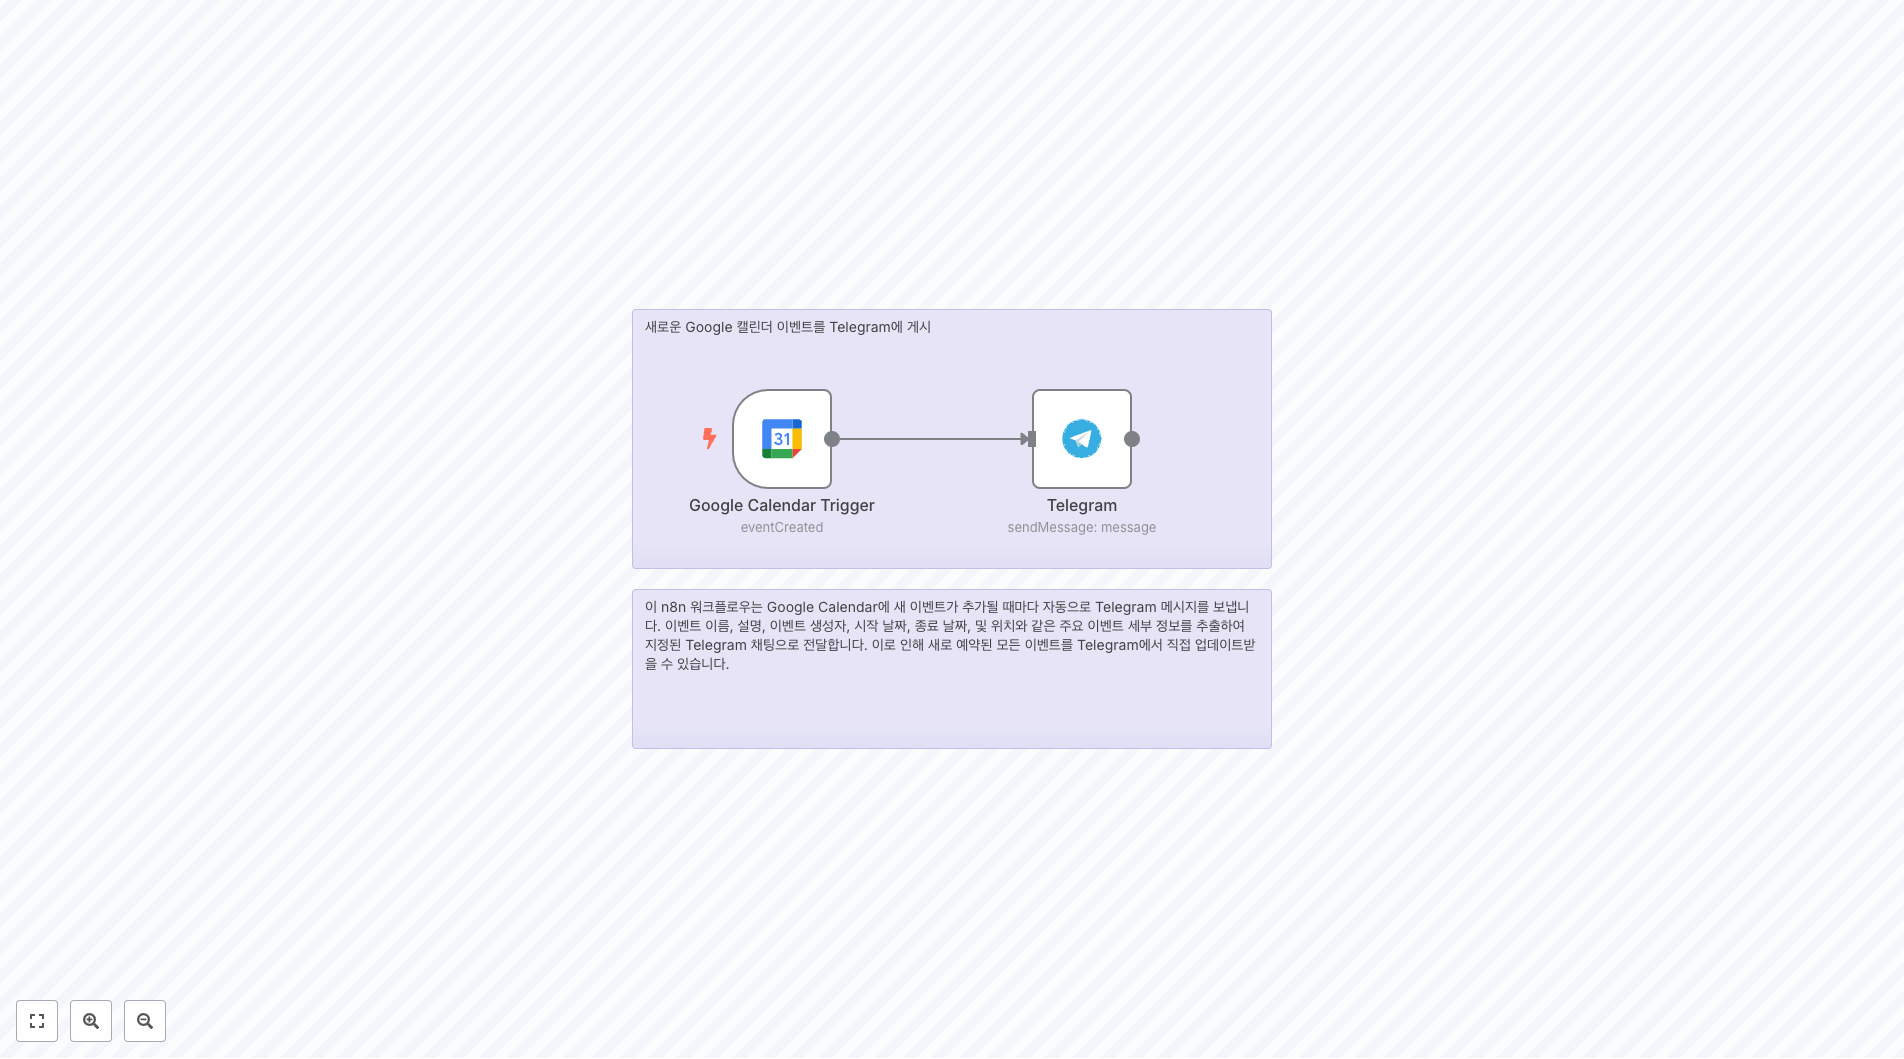 새로운 Google 캘린더 이벤트를 Telegram에 게시
31
Google Calendar Trigger
eventCreated
Telegram
sendMessage: message
이 n8n 워크플로우는 Google Calendar에 새 이벤트가 추가될 때마다 자동으로 Telegram 메시지를 보냅니
다. 이벤트 이름, 설명, 이벤트 생성자, 시작 날짜, 종료 날짜, 및 위치와 같은 주요 이벤트 세부 정보를 추출하여
지정된 Telegram 채팅으로 전달합니다. 이로 인해 새로 예약된 모든 이벤트를 Telegram에서 직접 업데이트받
을 수 있습니다.